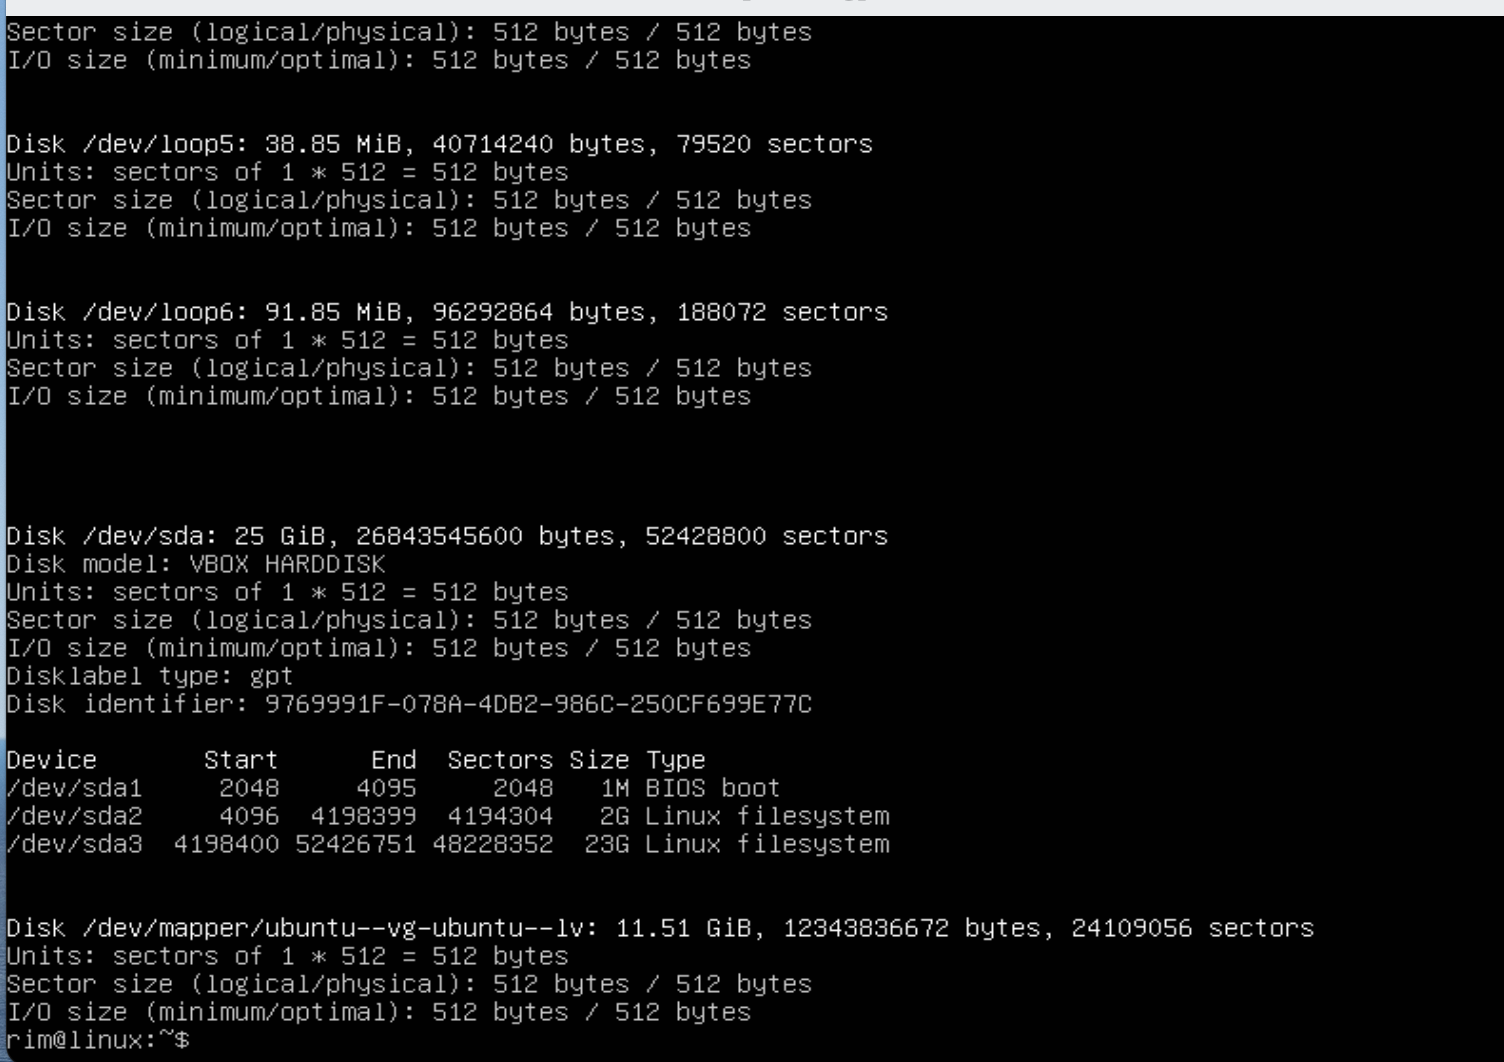 Sector size (logical/physical): 512 bytes / 512 bytes
I/O size (minimum/optimal): 512 bytes / 512 bytes
Disk /dev/loop5: 38.85 MiB, 40714240 bytes, 79520 sectors
Units: sectors of 1 * 512 = 512 bytes
Sector size (logical/physical): 512 bytes / 512 bytes
I/O size (minimum/optimal): 512 bytes / 512 bytes
Disk /dev/loop6: 91.85 MiB, 96292864 bytes, 188072 sectors
Units: sectors of 1 * 512 = 512 bytes
Sector size (logical/physical): 512 bytes / 512 bytes
I/O size (minimum/optimal): 512 bytes / 512 bytes
Disk /dev/sda: 25 GiB, 26843545600 bytes, 52428800 sectors
Disk model: VBOX HARDDISK
Units: sectors of 1 * 512 = 512 bytes
Sector size (logical/physical): 512 bytes / 512 bytes
I/O size (minimum/optimal): 512 bytes / 512 bytes
Disklabel type: gpt
Disk identifier: 9769991F-078A-4DB2-986C-250CF699E77C
Device Start End Sectors Size Type
/dev/sda1 2048 4095 2048 1M BIOS boot
/dev/sda2 4096 4198399 4194304 2G Linux filesystem
/dev/sda3 4198400 52426751 48228352 23G Linux filesystem
Disk /dev/mapper/ubuntu--vg-ubuntu--lv: 11.51 GiB, 12343836672 bytes, 24109056 sectors
Units: sectors of 1 * 512 = 512 bytes
Sector size (logical/physical): 512 bytes / 512 bytes
I/O size (minimum/optimal): 512 bytes / 512 bytes
rim@linux:~$